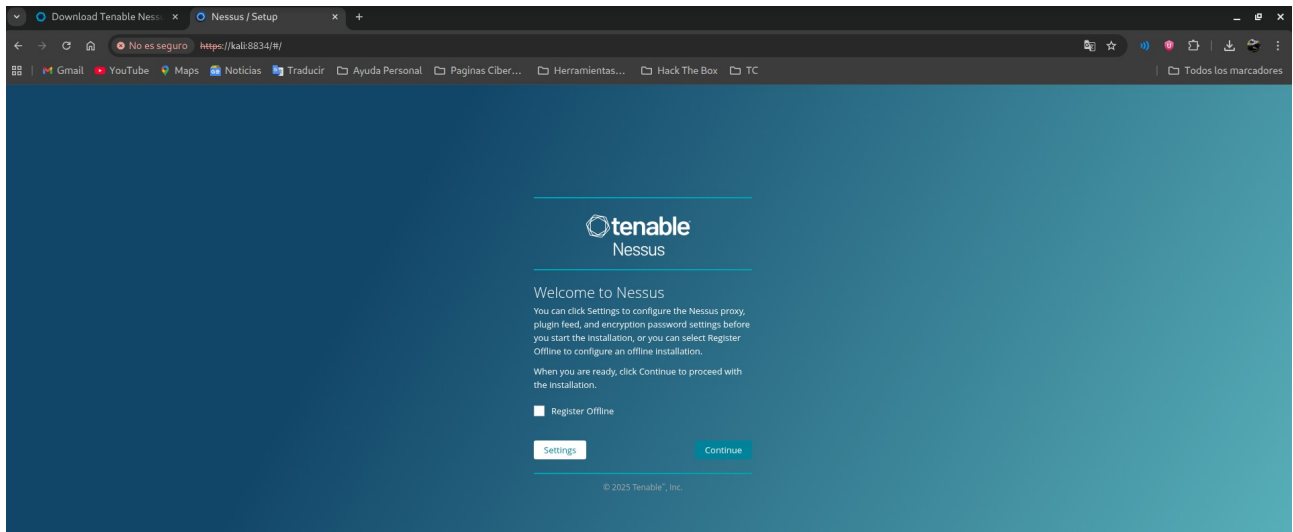 Download Tenable Ness
Nessus / Setup
No es seguro https://kali:8834/#/
Gmail YouTube Maps Noticias Traducir Ayuda Personal Paginas Ciber... Herramientas... Hack The Box TC Todos los marcadores
tenable
Nessus
Welcome to Nessus
You can click Settings to configure the Nessus proxy,
plugin feed, and encryption password settings before
you start the installation, or you can select Register
Offline to configure an offline installation.
When you are ready, click Continue to proceed with
the installation.
Register Offline
Settings Continue
© 2025 Tenable™, Inc.